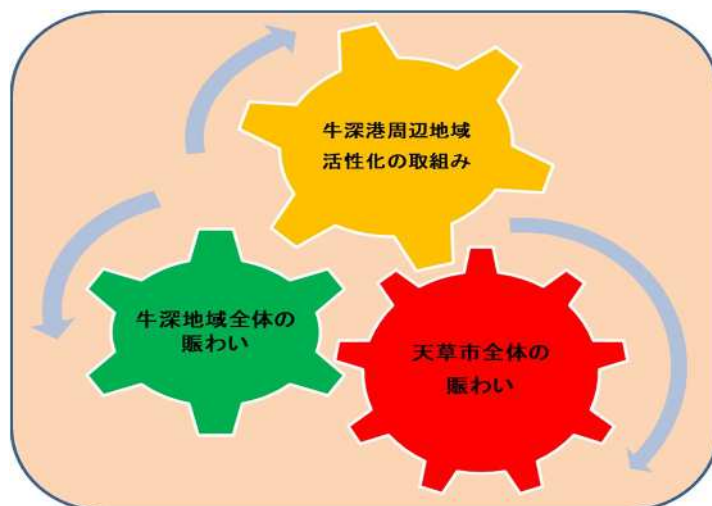 牛深港周辺地域
活性化の取組み
牛深地域全体の
賑わい
天草市全体の
賑わい